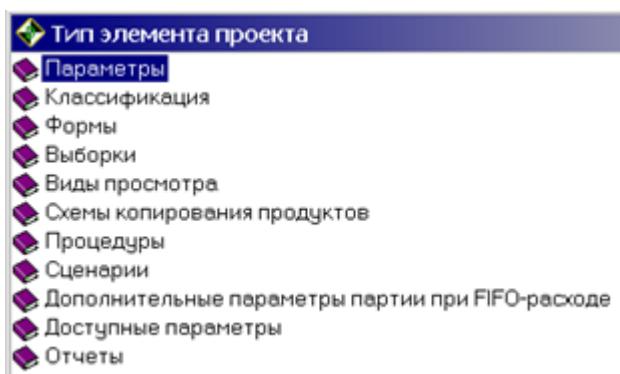 Тип элемента проекта
Параметры
Классификация
Формы
Выборки
Виды просмотра
Схемы копирования продуктов
Процедуры
Сценарии
Дополнительные параметры партии при FIFO-расходе
Доступные параметры
Отчеты